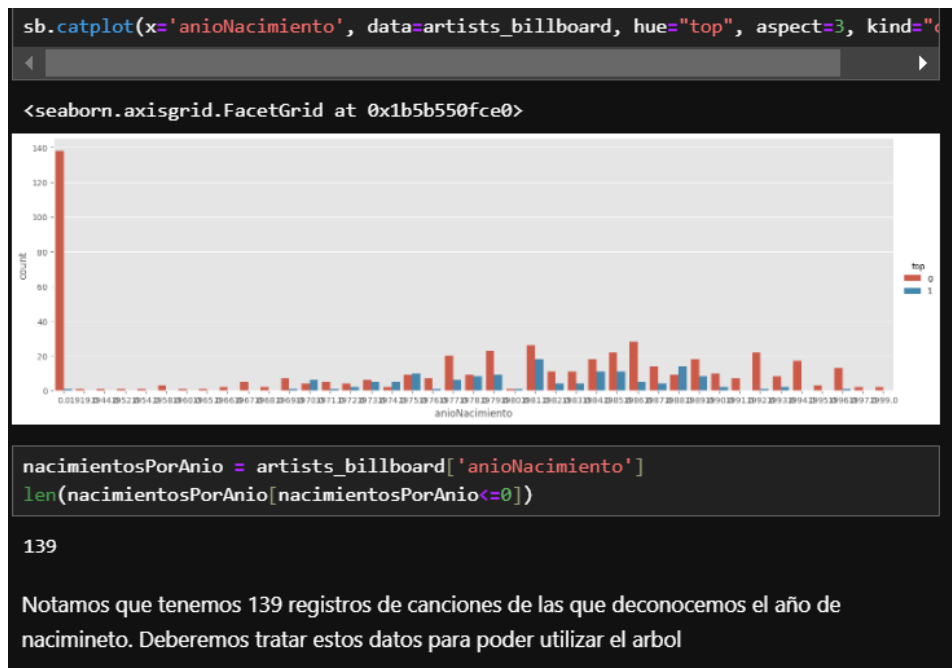 sb.catplot(x='anioNacimiento', data=artists_billboard, hue="top", aspect=3, kind="
<seaborn.axisgrid.FacetGrid at 0x1b5b550fce0>
140
120
100
80
60
40
20
0
count
anioNacimiento
top
0
1
nacimientosPorAnio = artists_billboard['anioNacimiento']
len(nacimientosPorAnio[nacimientosPorAnio<=0])
139
Notamos que tenemos 139 registros de canciones de las que deconocemos el año de
nacimineto. Deberemos tratar estos datos para poder utilizar el arbol